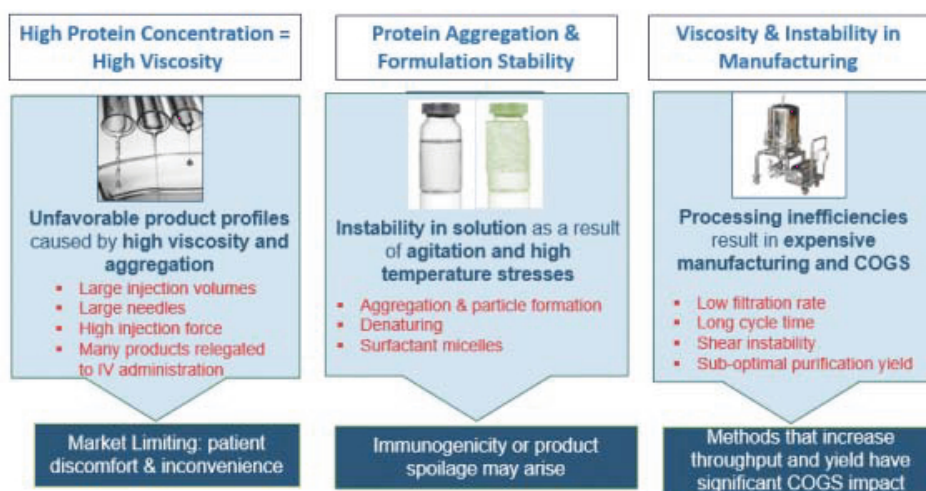 High Protein Concentration =
High Viscosity
Unfavorable product profiles
caused by high viscosity and
aggregation
▪ Large injection volumes
▪ Large needles
▪ High injection force
▪ Many products relegated
to IV administration
Market Limiting: patient
discomfort & inconvenience
Protein Aggregation &
Formulation Stability
Instability in solution as a result
of agitation and high
temperature stresses
▪ Aggregation & particle formation
▪ Denaturing
▪ Surfactant micelles
Immunogenicity or product
spoilage may arise
Viscosity & Instability in
Manufacturing
Processing inefficiencies
result in expensive
manufacturing and COGS
▪ Low filtration rate
▪ Long cycle time
▪ Shear instability
▪ Sub-optimal purification yield
Methods that increase
throughput and yield have
significant COGS impact